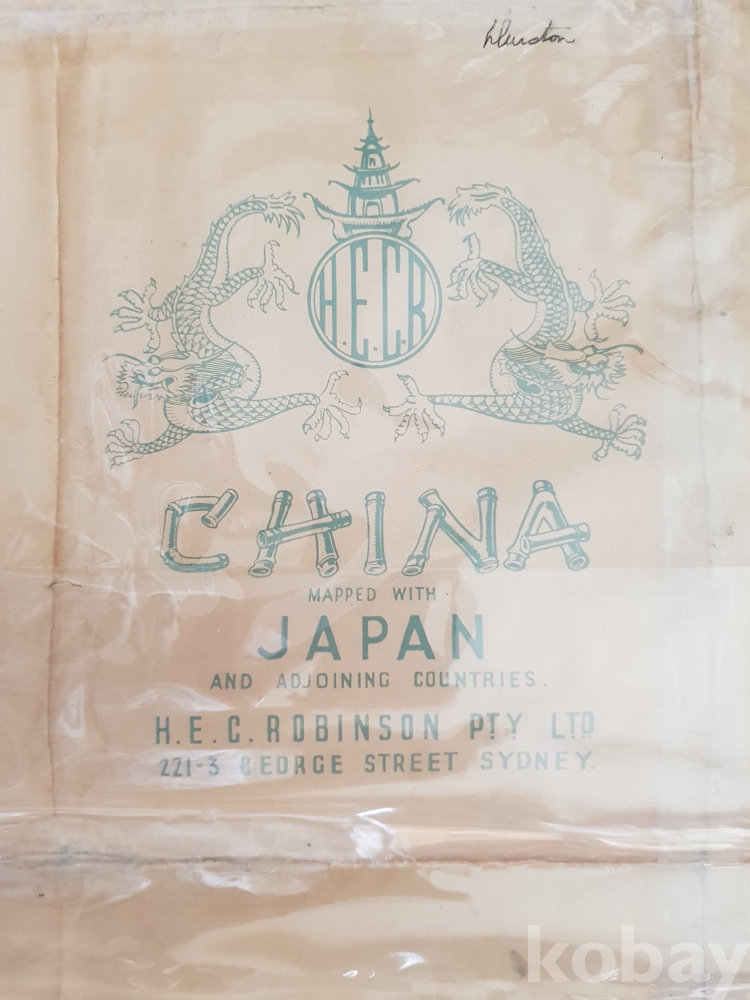 H.E.C.R
CHINA
MAPPED WITH
JAPAN
AND ADJOINING COUNTRIES.
H.E.C. ROBINSON PTY LTD
221-3 GEORGE STREET SYDNEY.
kobay